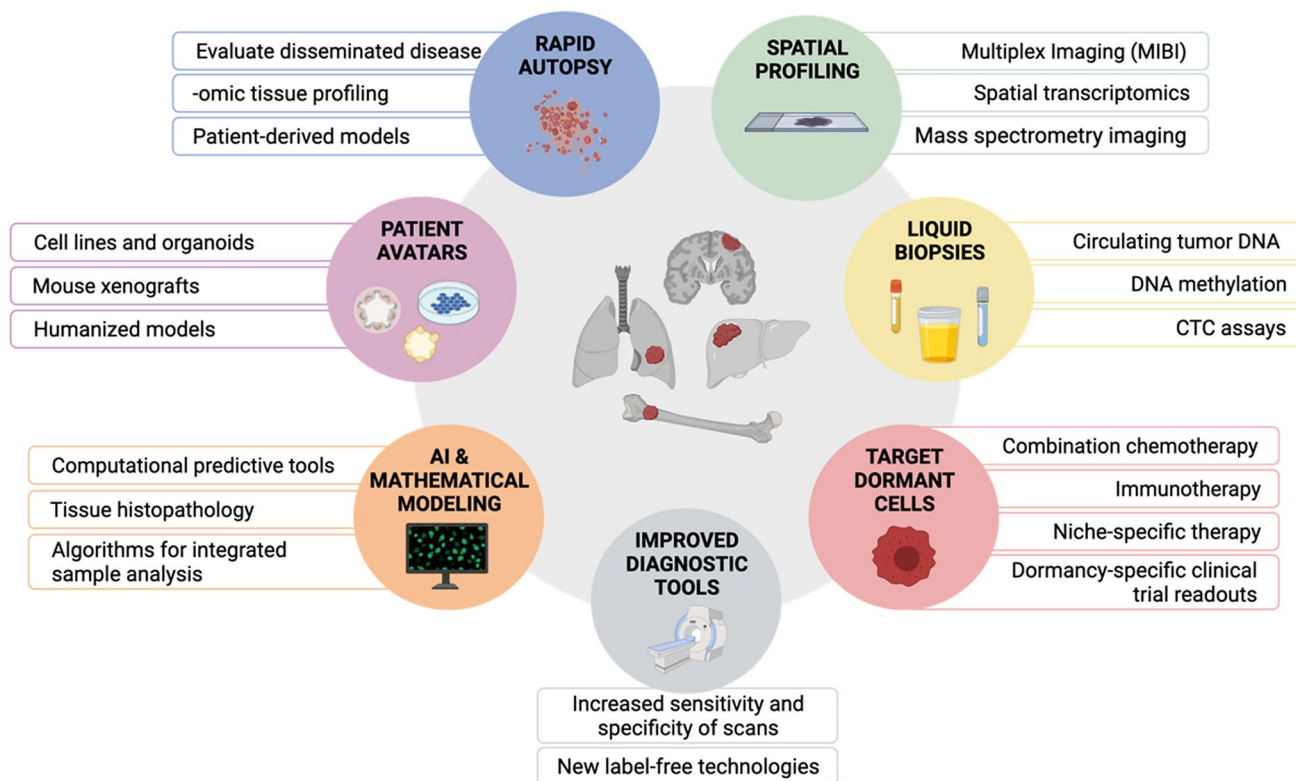 RAPID
AUTOPSY
Evaluate disseminated disease
-omic tissue profiling
Patient-derived models
SPATIAL
PROFILING
Multiplex Imaging (MIBI)
Spatial transcriptomics
Mass spectrometry imaging
PATIENT
AVATARS
Cell lines and organoids
Mouse xenografts
Humanized models
LIQUID
BIOPSIES
Circulating tumor DNA
DNA methylation
CTC assays
AI &
MATHEMATICAL
MODELING
Computational predictive tools
Tissue histopathology
Algorithms for integrated
sample analysis
TARGET
DORMANT
CELLS
Combination chemotherapy
Immunotherapy
Niche-specific therapy
Dormancy-specific clinical
trial readouts
IMPROVED
DIAGNOSTIC
TOOLS
Increased sensitivity and
specificity of scans
New label-free technologies